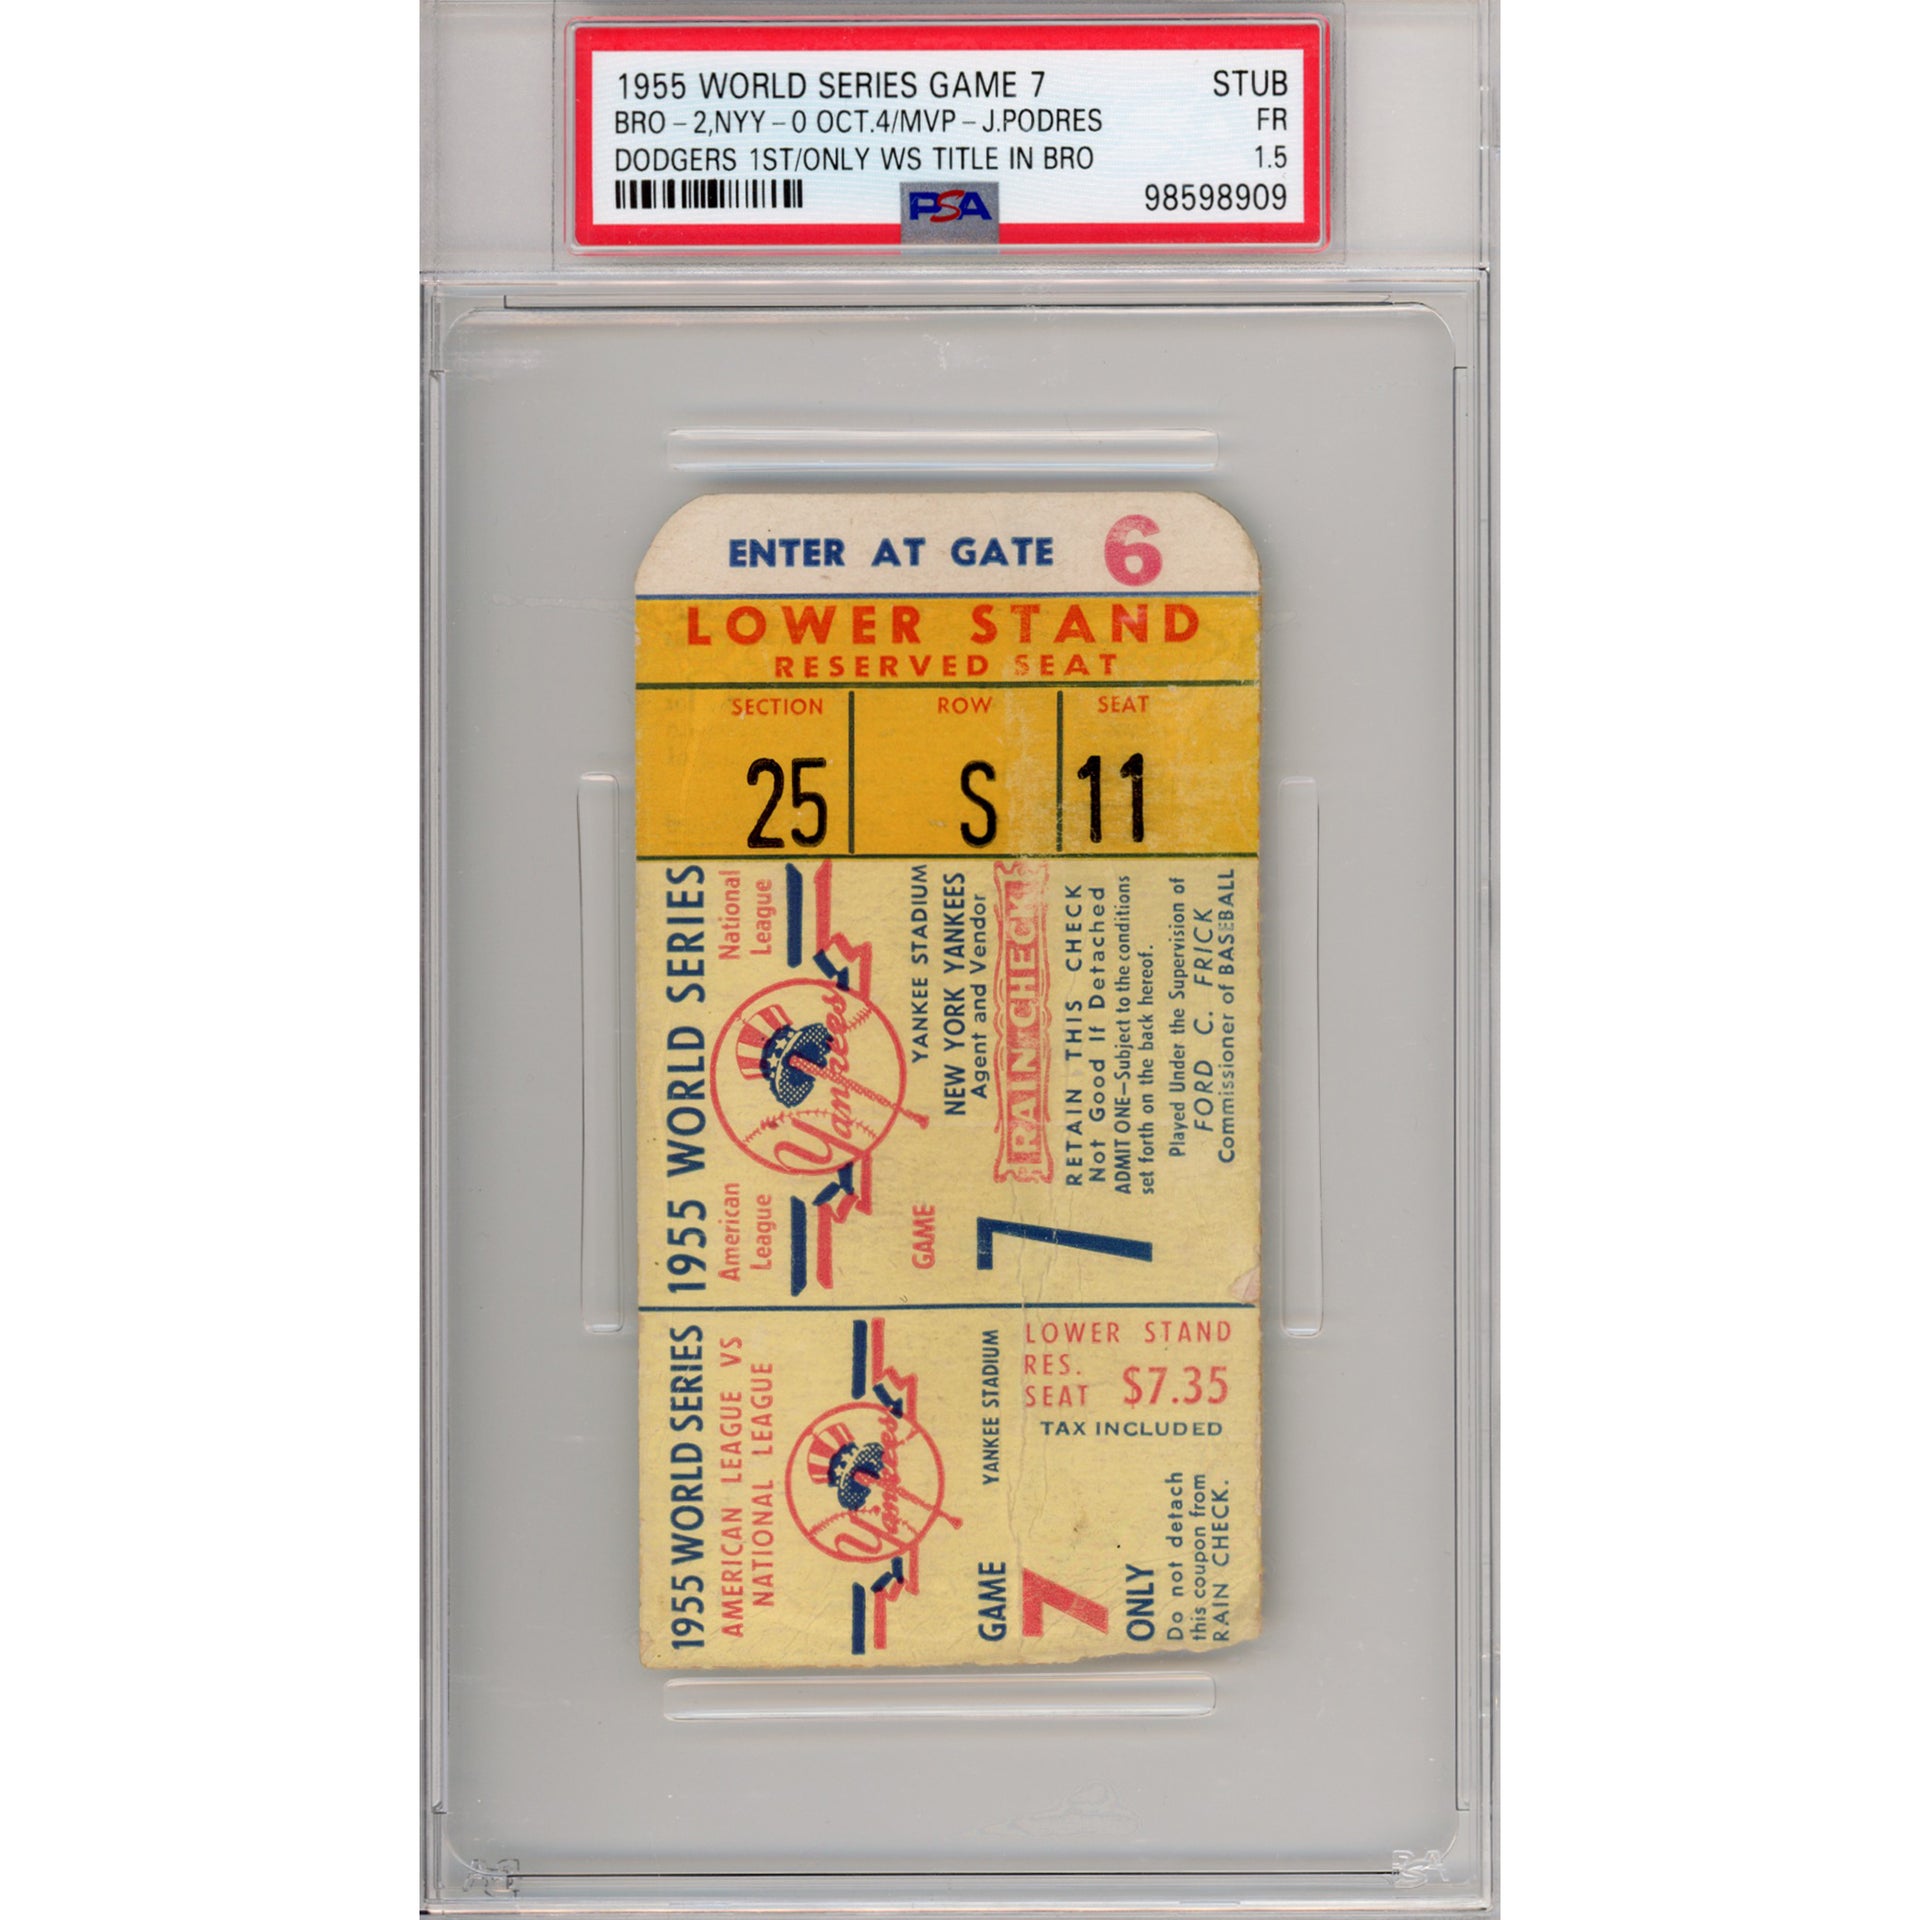 1955 WORLD SERIES GAME 7 STUB
BRO-2,NYY-0 OCT.4/MVP-J.PODRES FR
DODGERS 1ST/ONLY WS TITLE IN BRO 1.5
PSA 98598909
ENTER AT GATE 6
LOWER STAND
RESERVED SEAT
SECTION ROW SEAT
25 S 11
1955 WORLD SERIES
American League
National League
Yankees
YANKEE STADIUM
NEW YORK YANKEES
Agent and Vendor
GAME 7
RAIN CHECK
RETAIN THIS CHECK
Not Good If Detached
ADMIT ONE—Subject to the conditions
set forth on the back hereof.
Played Under the Supervision of
FORD C. FRICK
Commissioner of BASEBALL
1955 WORLD SERIES
AMERICAN LEAGUE VS
NATIONAL LEAGUE
Yankees
YANKEE STADIUM
GAME
7
ONLY
LOWER STAND
RES.
SEAT $7.35
TAX INCLUDED
Do not detach
this coupon from
RAIN CHECK.
PSA